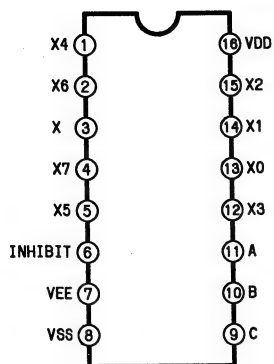 X4 1 16 VDD
X6 2 15 X2
X 3 14 X1
X7 4 13 X0
X5 5 12 X3
INHIBIT 6 11 A
VEE 7 10 B
VSS 8 9 C